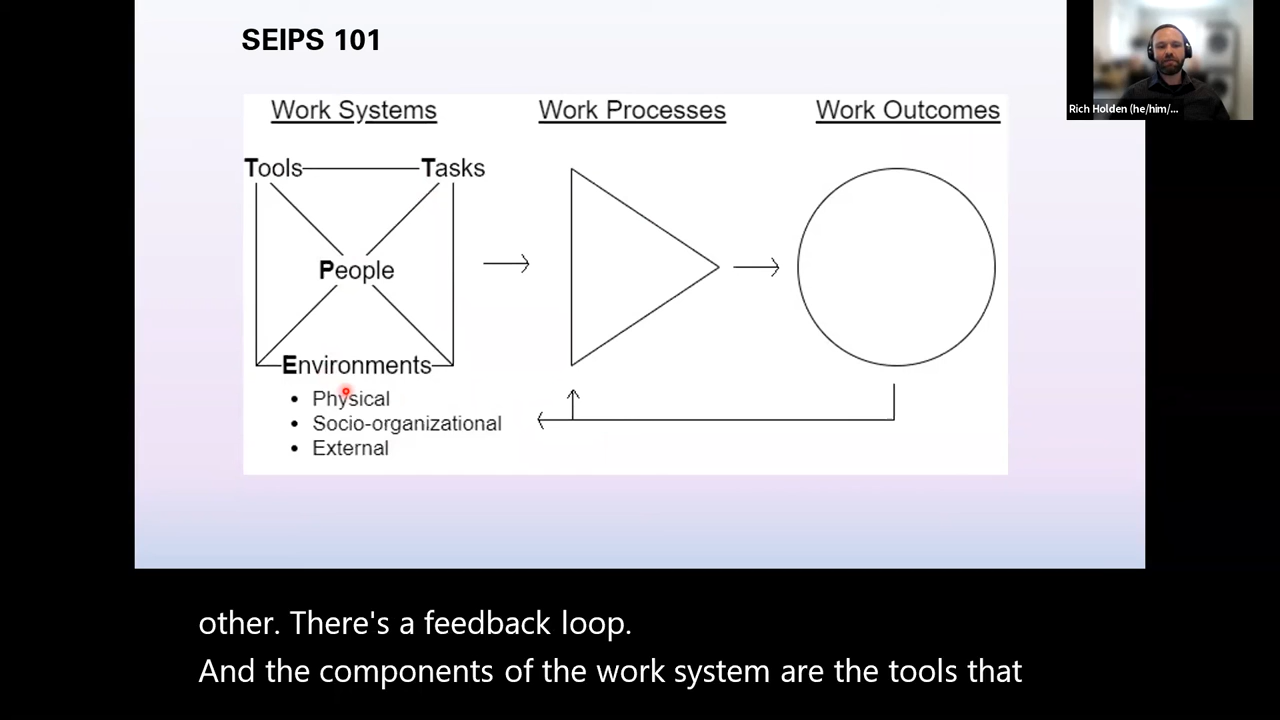 SEIPS 101
Rich Holden (he/him/...
Work Systems
Work Processes
Work Outcomes
Tools
Tasks
People
Environments
• Physical
• Socio-organizational
• External
other. There's a feedback loop.
And the components of the work system are the tools that